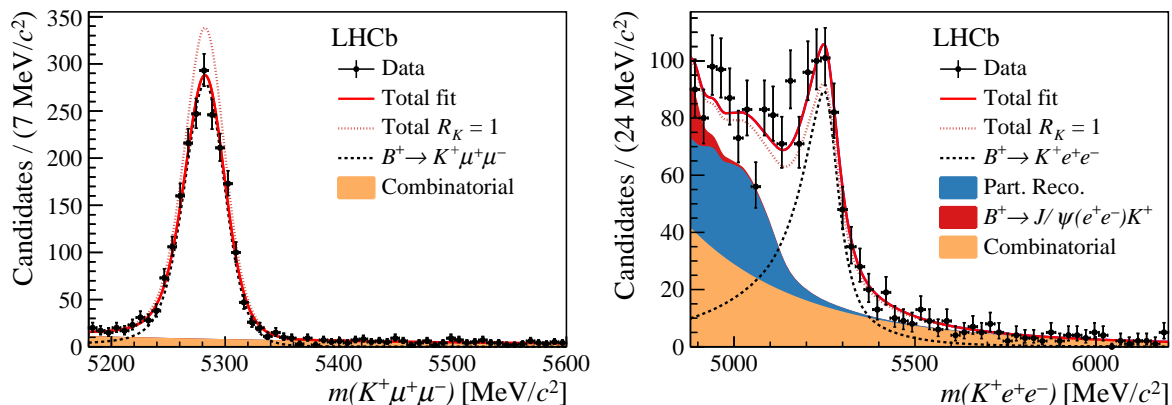 Candidates / (7 MeV/c²)
350
300
250
200
150
100
50
0
LHCb
Data
Total fit
Total R_K = 1
B⁺→ K⁺μ⁺μ⁻
Combinatorial
5200 5300 5400 5500 5600
m(K⁺μ⁺μ⁻) [MeV/c²]
Candidates / (24 MeV/c²)
100
80
60
40
20
0
LHCb
Data
Total fit
Total R_K = 1
B⁺→ K⁺e⁺e⁻
Part. Reco.
B⁺→ J/ψ(e⁺e⁻)K⁺
Combinatorial
5000 5500 6000
m(K⁺e⁺e⁻) [MeV/c²]